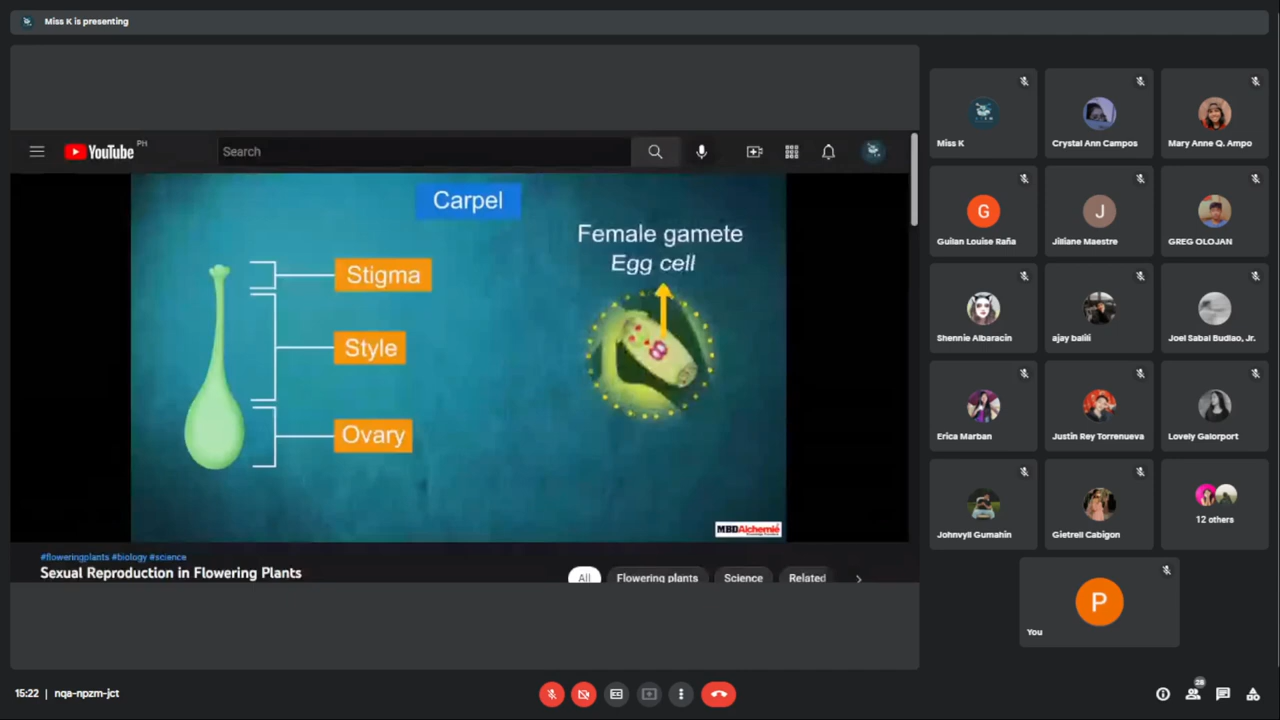 Miss K is presenting
YouTube PH
Search
Carpel
Female gamete
Egg cell
Stigma
Style
Ovary
MBDAlchemie
#floweringplants #biology #science
Sexual Reproduction in Flowering Plants
All
Flowering plants
Science
Related
Miss K
Crystal Ann Campos
Mary Anne Q. Ampo
G
Guilan Louise Raña
J
Jilliane Maestre
GREG OLOJAN
Shennie Albaracin
ajay balili
Joel Sabal Budlao, Jr.
Erica Marban
Justin Rey Torrenueva
Lovely Galorport
Johnvyll Gumahin
Gietrell Cabigon
12 others
P
You
15:22 | nqa-npzm-jct
28